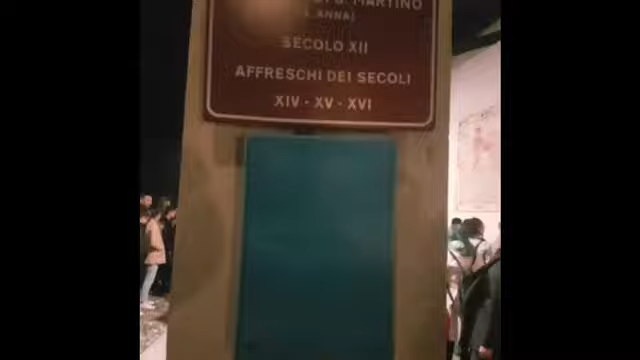 S. MARTINO
S. ANNA)
SECOLO XII
AFFRESCHI DEI SECOLI
XIV - XV - XVI